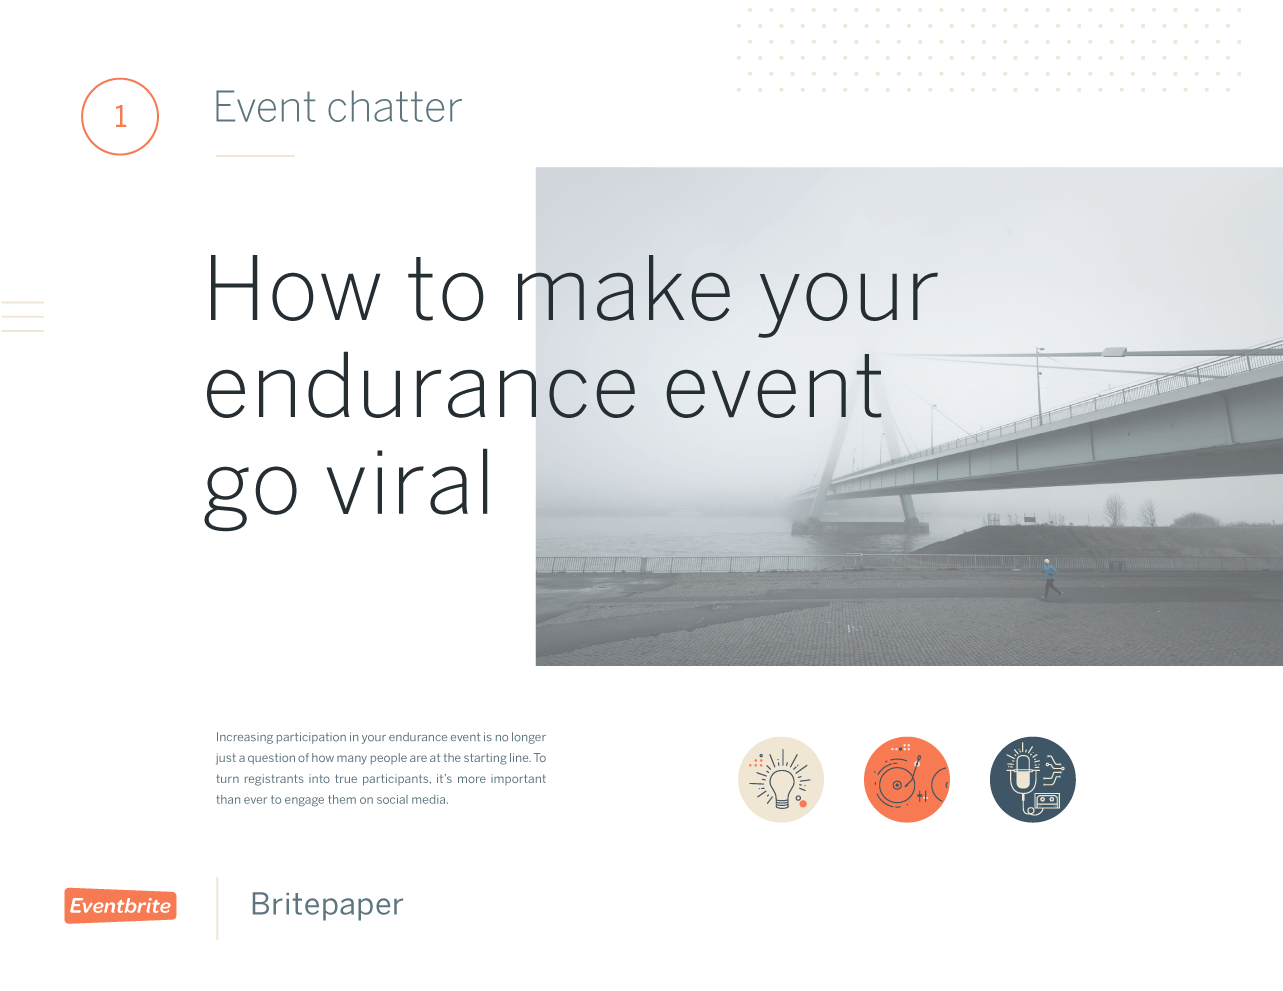 1
Event chatter
How to make your
endurance event
go viral
Increasing participation in your endurance event is no longer
just a question of how many people are at the starting line. To
turn registrants into true participants, it’s more important
than ever to engage them on social media.
Eventbrite
Britepaper